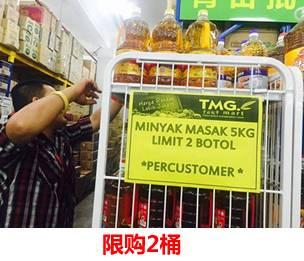 TMG
MINYAK MASAK 5KG
LIMIT 2 BOTOL
*PERCUSTOMER*
限购2桶